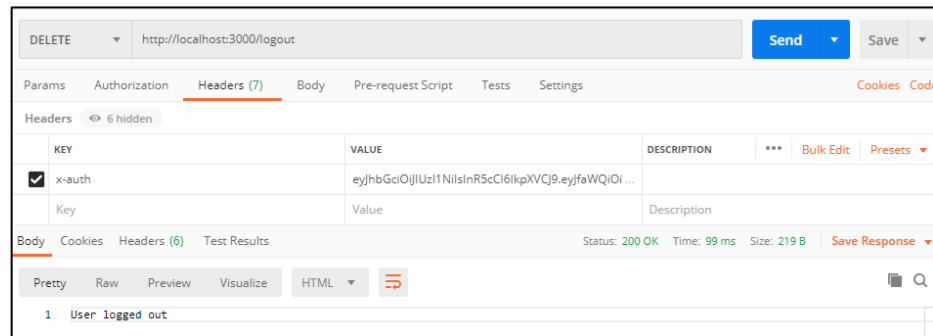 DELETE http://localhost:3000/logout Send Save
Params Authorization Headers (7) Body Pre-request Script Tests Settings Cookies Code
Headers 6 hidden
KEY VALUE DESCRIPTION ••• Bulk Edit Presets
x-auth eyJhbGciOiJIUzI1NiIsInR5cCI6IkpXVCJ9.eyJfaWQiOi ...
Key Value Description
Body Cookies Headers (6) Test Results Status: 200 OK Time: 99 ms Size: 219 B Save Response
Pretty Raw Preview Visualize HTML
1 User logged out